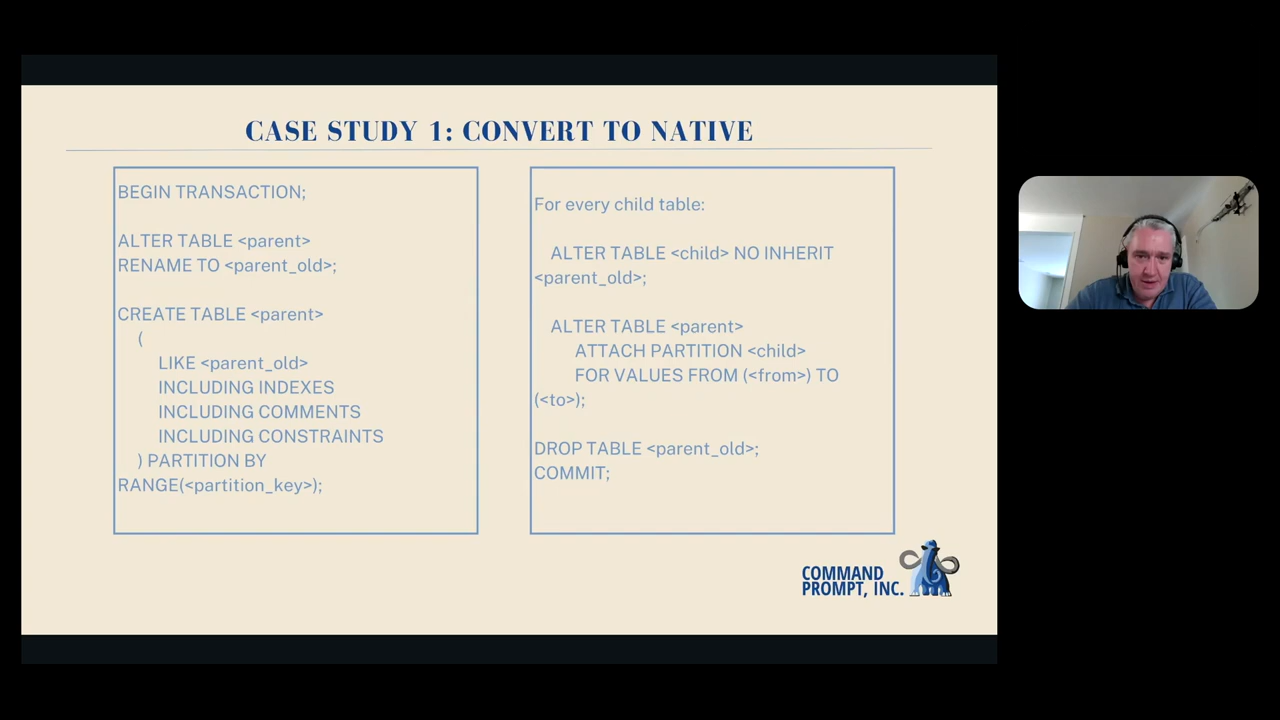 CASE STUDY 1: CONVERT TO NATIVE
BEGIN TRANSACTION;
ALTER TABLE <parent>
RENAME TO <parent_old>;
CREATE TABLE <parent>
(
LIKE <parent_old>
INCLUDING INDEXES
INCLUDING COMMENTS
INCLUDING CONSTRAINTS
) PARTITION BY
RANGE(<partition_key>);
For every child table:
ALTER TABLE <child> NO INHERIT
<parent_old>;
ALTER TABLE <parent>
ATTACH PARTITION <child>
FOR VALUES FROM (<from>) TO
(<to>);
DROP TABLE <parent_old>;
COMMIT;
COMMAND
PROMPT, INC.